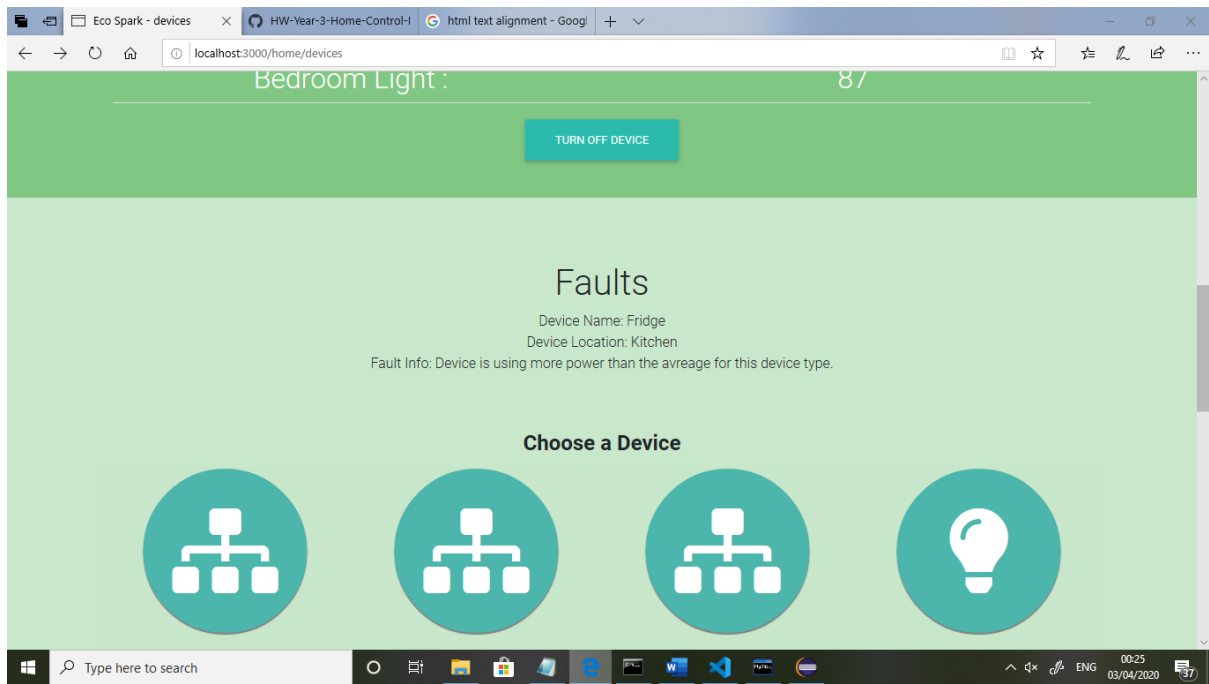 Eco Spark - devices
HW-Year-3-Home-Control-I
html text alignment - Googl
localhost:3000/home/devices
Bedroom Light :
87
TURN OFF DEVICE
Faults
Device Name: Fridge
Device Location: Kitchen
Fault Info: Device is using more power than the avreage for this device type.
Choose a Device
Type here to search
ENG
00:25
03/04/2020
37